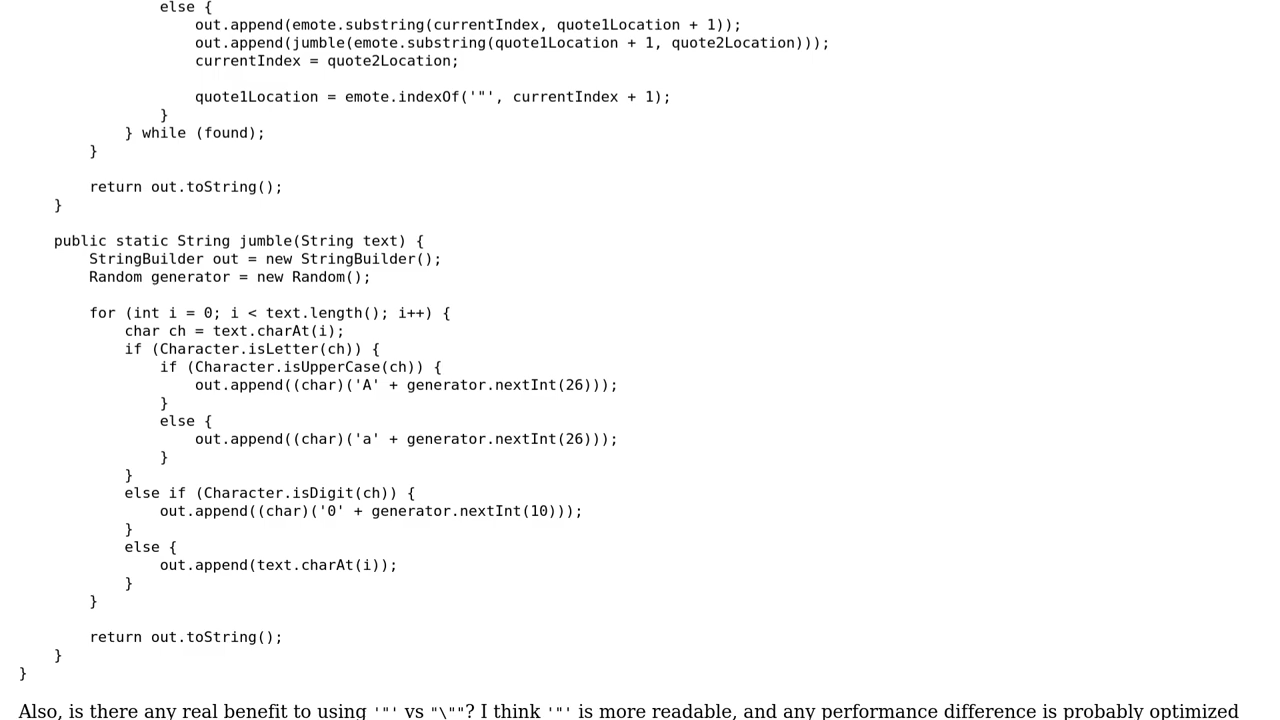 else {
out.append(emote.substring(currentIndex, quote1Location + 1));
out.append(jumble(emote.substring(quote1Location + 1, quote2Location)));
currentIndex = quote2Location;
quote1Location = emote.indexOf('"', currentIndex + 1);
}
} while (found);
}
return out.toString();
}
public static String jumble(String text) {
StringBuilder out = new StringBuilder();
Random generator = new Random();
for (int i = 0; i < text.length(); i++) {
char ch = text.charAt(i);
if (Character.isLetter(ch)) {
if (Character.isUpperCase(ch)) {
out.append((char)('A' + generator.nextInt(26)));
}
else {
out.append((char)('a' + generator.nextInt(26)));
}
}
else if (Character.isDigit(ch)) {
out.append((char)('0' + generator.nextInt(10)));
}
else {
out.append(text.charAt(i));
}
}
return out.toString();
}
}
Also, is there any real benefit to using '"' vs "\""? I think '"' is more readable, and any performance difference is probably optimized